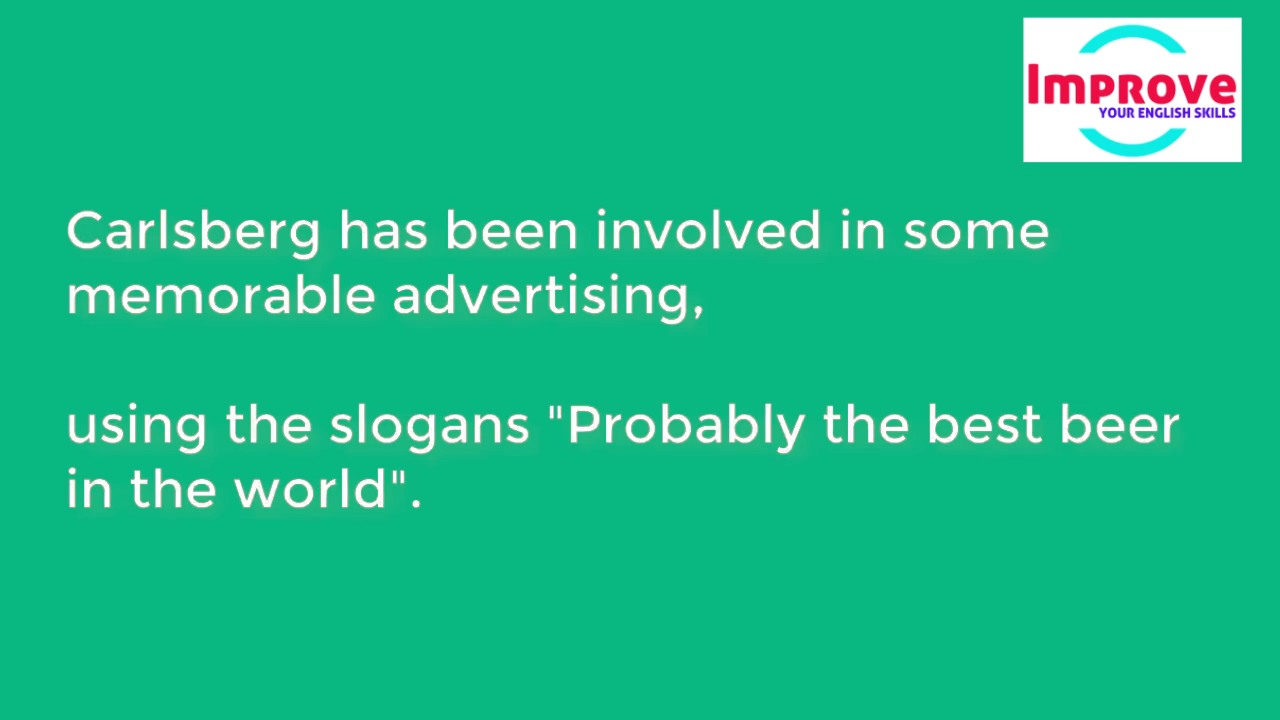 Improve
YOUR ENGLISH SKILLS
Carlsberg has been involved in some
memorable advertising,
using the slogans "Probably the best beer
in the world".